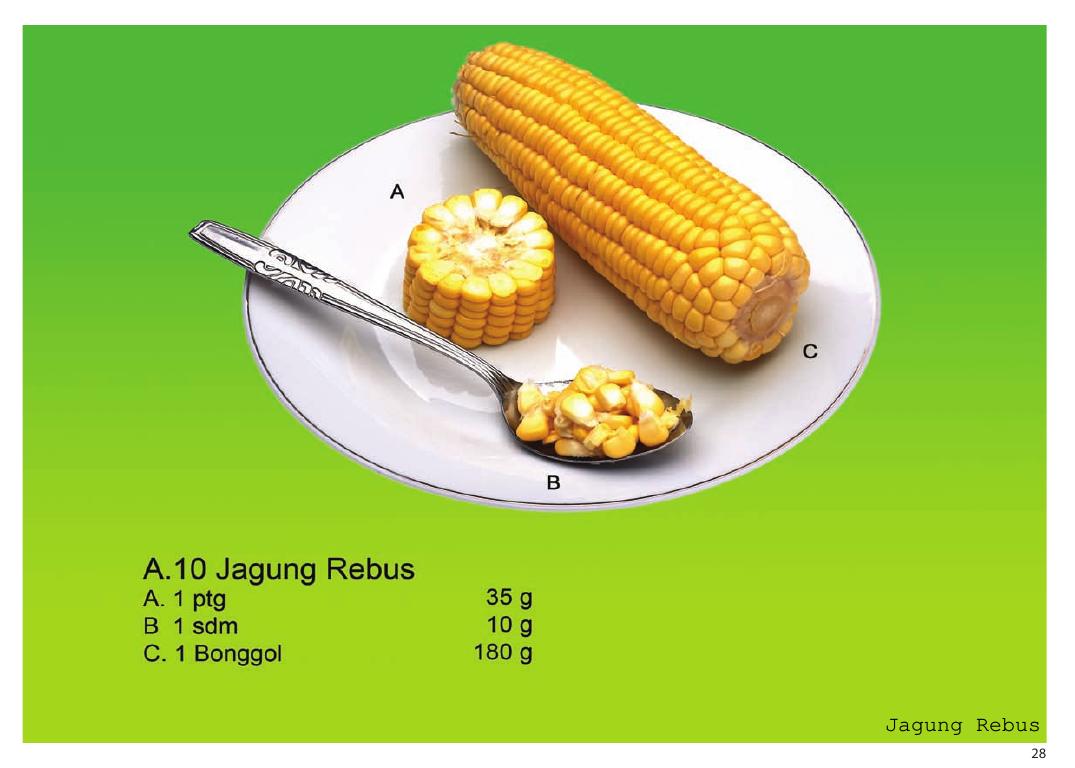 A
C
B
A.10 Jagung Rebus
A. 1 ptg 35 g
B 1 sdm 10 g
C. 1 Bonggol 180 g
Jagung Rebus
28